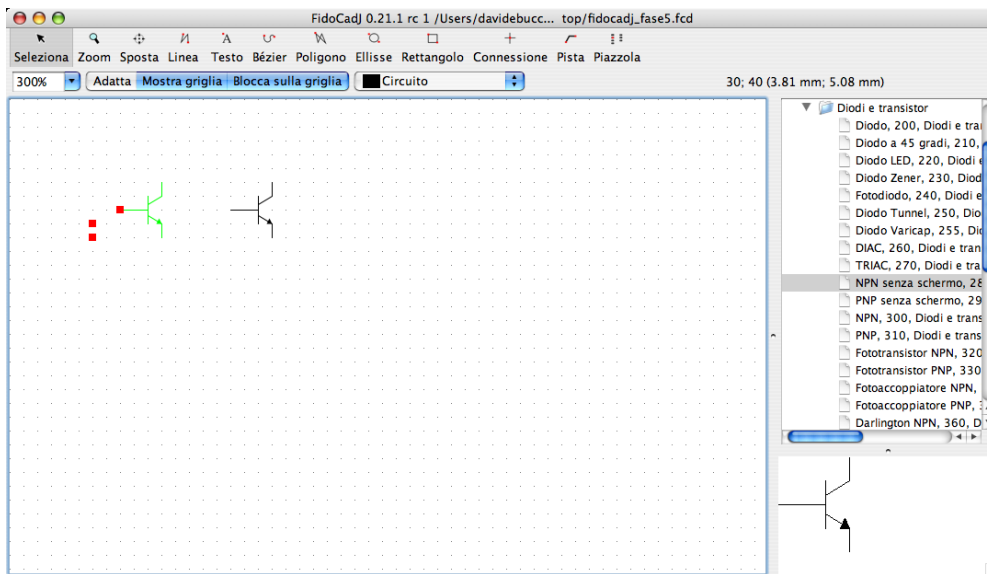 FidoCadJ 0.21.1 rc 1 /Users/davidebucc... top/fidocadj_fase5.fcd
Seleziona Zoom Sposta Linea Testo Bézier Poligono Ellisse Rettangolo Connessione Pista Piazzola
300% Adatta Mostra griglia Blocca sulla griglia Circuito 30; 40 (3.81 mm; 5.08 mm)
Diodi e transistor
Diodo, 200, Diodi e tra
Diodo a 45 gradi, 210,
Diodo LED, 220, Diodi e
Diodo Zener, 230, Diod
Fotodiodo, 240, Diodi e
Diodo Tunnel, 250, Dio
Diodo Varicap, 255, Dio
DIAC, 260, Diodi e tran
TRIAC, 270, Diodi e tra
NPN senza schermo, 28
PNP senza schermo, 29
NPN, 300, Diodi e trans
PNP, 310, Diodi e trans
Fototransistor NPN, 320
Fototransistor PNP, 330
Fotoaccoppiatore NPN,
Fotoaccoppiatore PNP,
Darlington NPN, 360, D